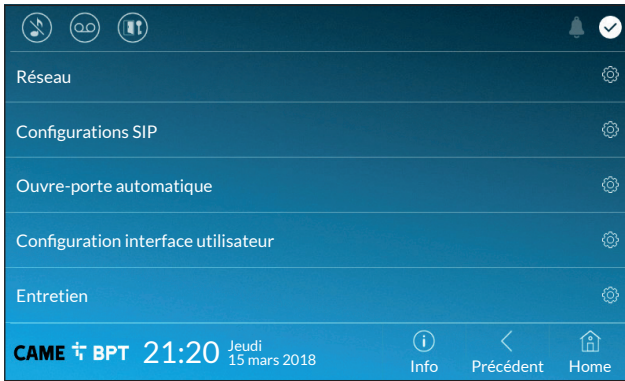 Réseau
Configurations SIP
Ouvre-porte automatique
Configuration interface utilisateur
Entretien
CAME BPT 21:20 Jeudi
15 mars 2018
Info Précédent Home